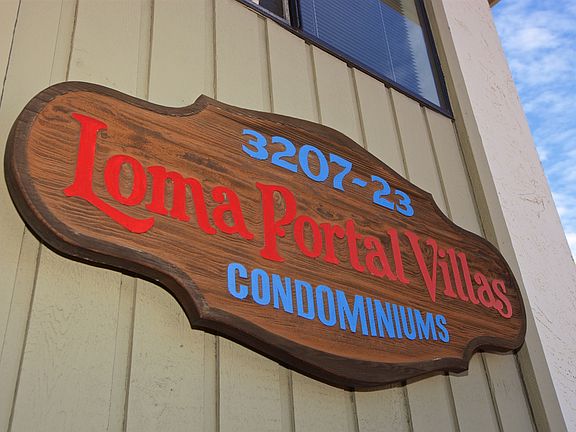 3207-23
Loma Portal Villas
CONDOMINIUMS